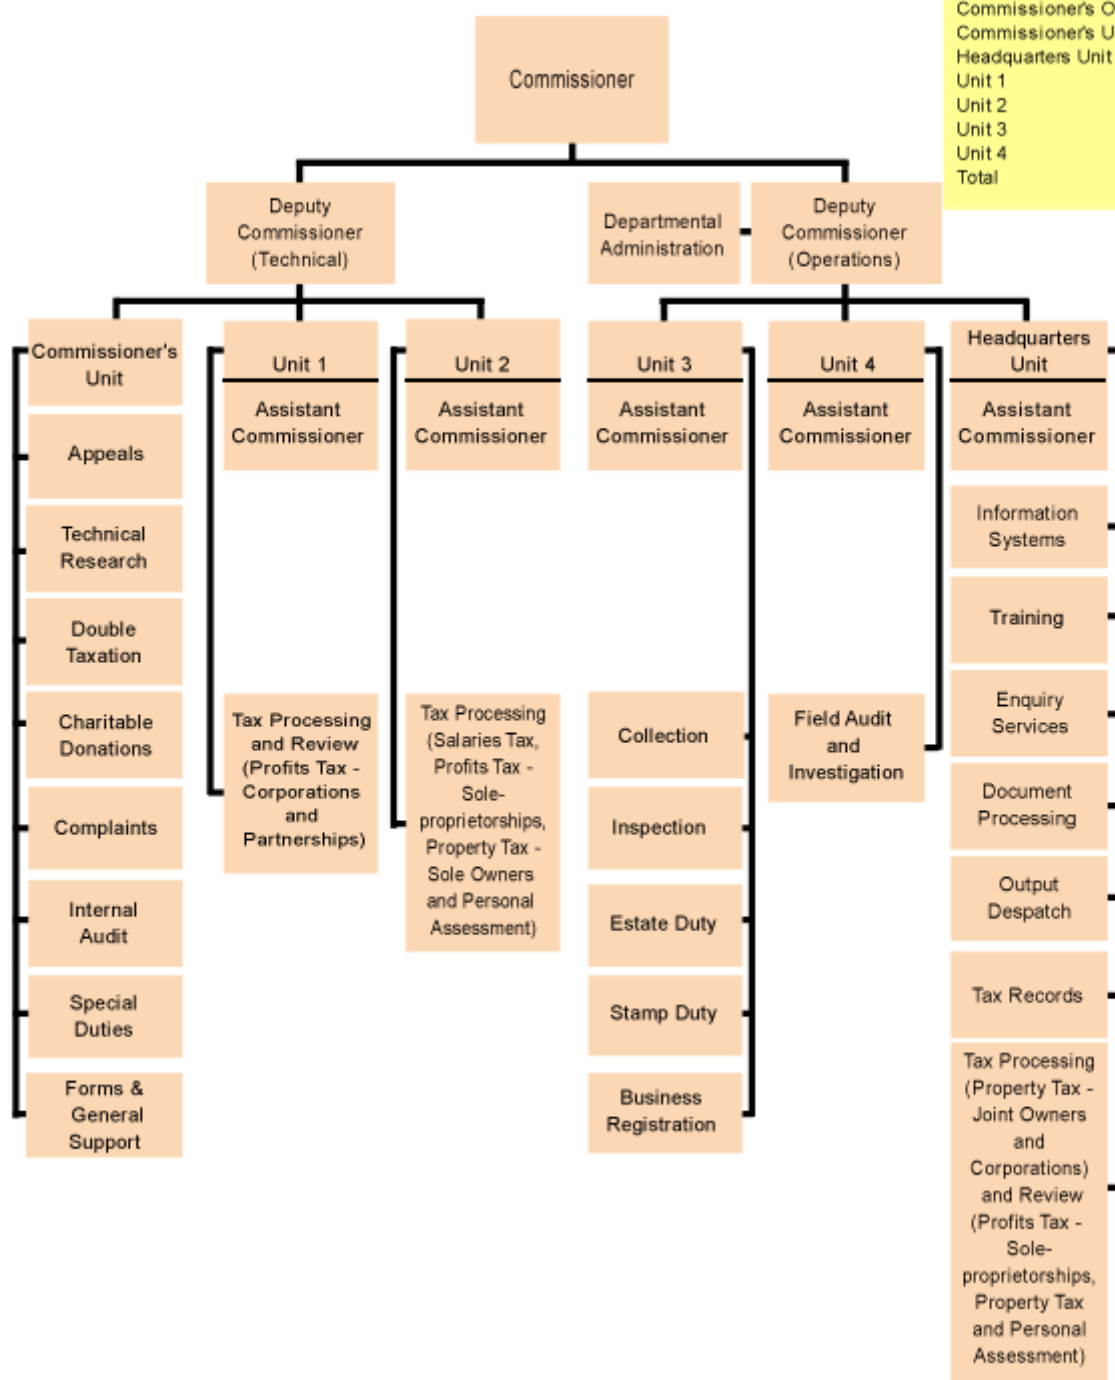 Commissioner's O
Commissioner's U
Headquarters Unit
Unit 1
Unit 2
Unit 3
Unit 4
Total
Commissioner
Deputy
Commissioner
(Technical)
Departmental
Administration
Deputy
Commissioner
(Operations)
Commissioner's
Unit
Appeals
Technical
Research
Double
Taxation
Charitable
Donations
Complaints
Internal
Audit
Special
Duties
Forms &
General
Support
Unit 1
Assistant
Commissioner
Tax Processing
and Review
(Profits Tax -
Corporations
and
Partnerships)
Unit 2
Assistant
Commissioner
Tax Processing
(Salaries Tax,
Profits Tax -
Sole-
proprietorships,
Property Tax -
Sole Owners
and Personal
Assessment)
Unit 3
Assistant
Commissioner
Collection
Inspection
Estate Duty
Stamp Duty
Business
Registration
Unit 4
Assistant
Commissioner
Field Audit
and
Investigation
Headquarters
Unit
Assistant
Commissioner
Information
Systems
Training
Enquiry
Services
Document
Processing
Output
Despatch
Tax Records
Tax Processing
(Property Tax -
Joint Owners
and
Corporations)
and Review
(Profits Tax -
Sole-
proprietorships,
Property Tax
and Personal
Assessment)